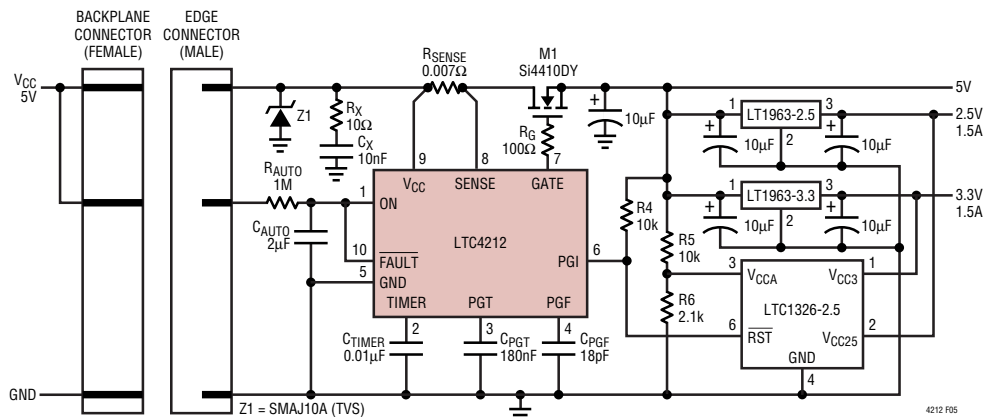 BACKPLANE
CONNECTOR
(FEMALE)
EDGE
CONNECTOR
(MALE)
VCC
5V
GND
Z1
RX
10Ω
CX
10nF
RSENSE
0.007Ω
M1
Si4410DY
RG
100Ω
+
10µF
5V
RAUTO
1M
CAUTO
2µF
9
8
7
VCC
SENSE
GATE
1
ON
LTC4212
10
FAULT
5
GND
PGI
6
TIMER
PGT
PGF
2
3
4
CTIMER
0.01µF
CPGT
180nF
CPGF
18pF
R4
10k
R5
10k
R6
2.1k
1
LT1963-2.5
3
2
+
10µF
+
10µF
2.5V
1.5A
1
LT1963-3.3
3
2
+
10µF
+
10µF
3.3V
1.5A
3
VCCA
VCC3
1
LTC1326-2.5
6
RST
VCC25
2
GND
4
Z1 = SMAJ10A (TVS)
4212 F05